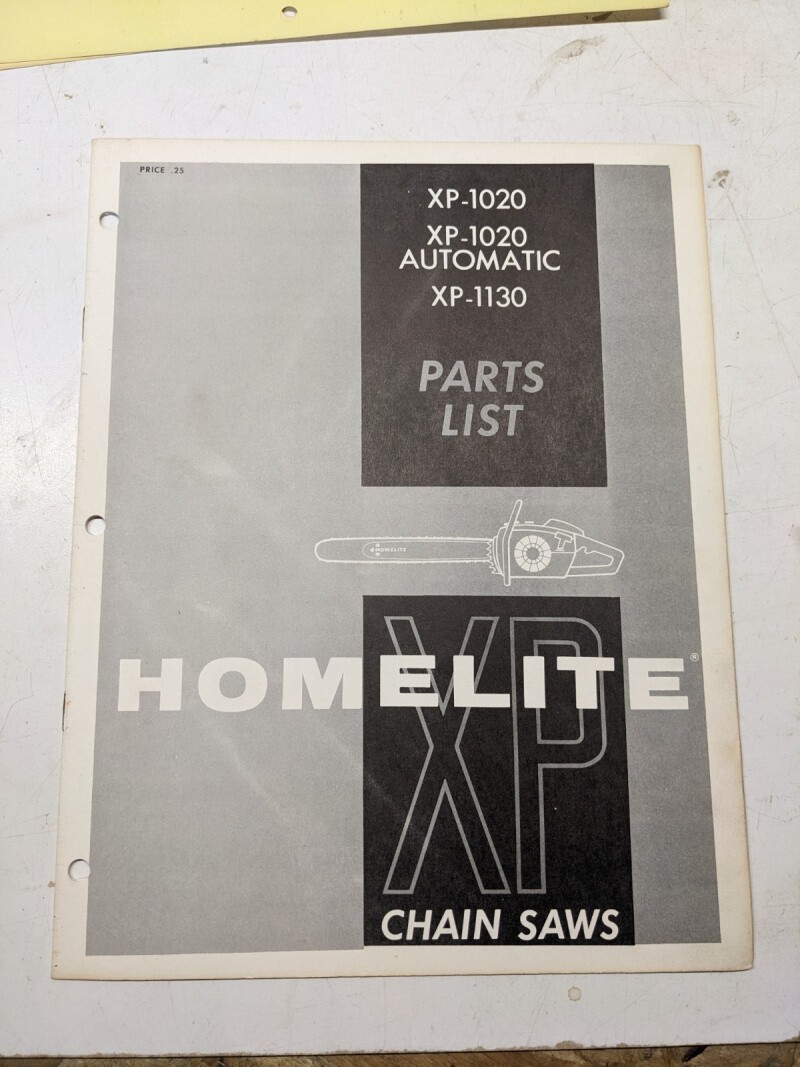 PRICE .25
XP-1020
XP-1020
AUTOMATIC
XP-1130
PARTS
LIST
HOMELITE
XP
HOMELITE®
CHAIN SAWS